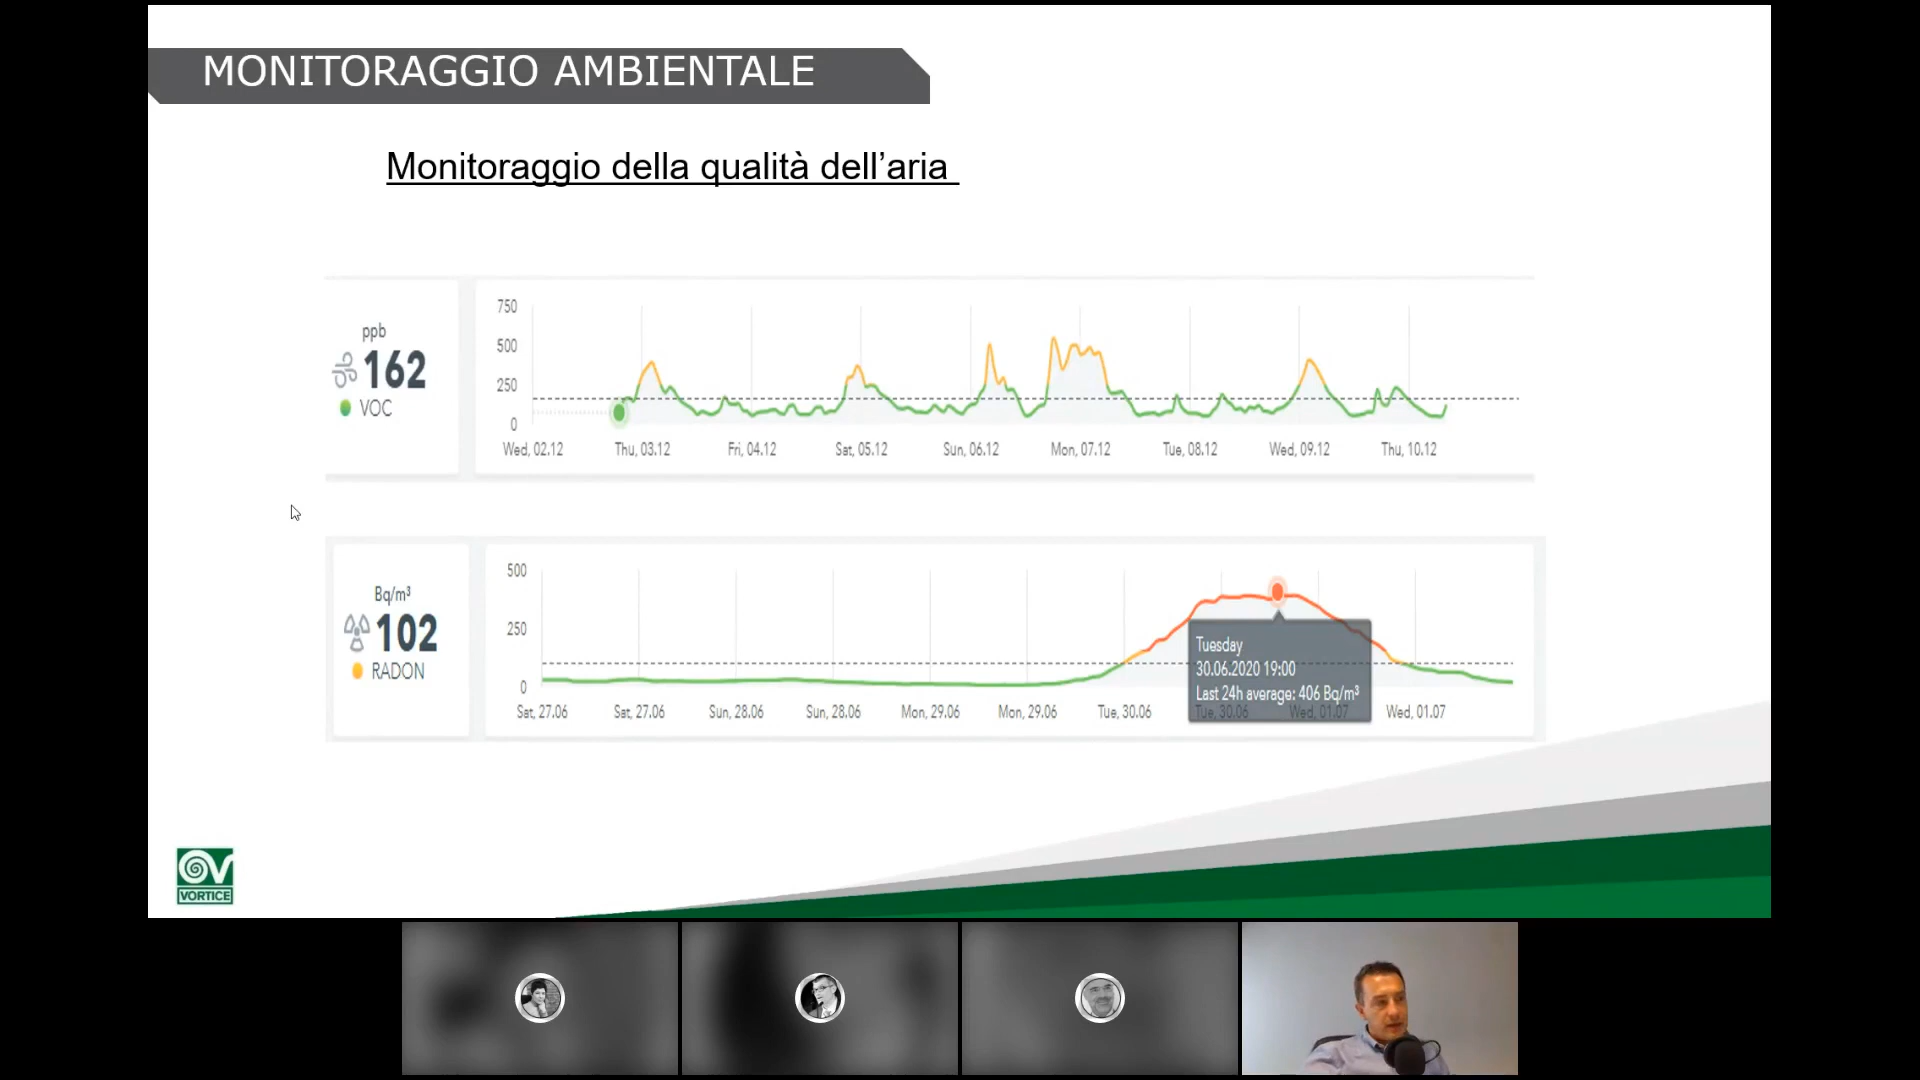 MONITORAGGIO AMBIENTALE
Monitoraggio della qualità dell’aria
ppb
162
VOC
750
500
250
0
Wed, 02.12 Thu, 03.12 Fri, 04.12 Sat, 05.12 Sun, 06.12 Mon, 07.12 Tue, 08.12 Wed, 09.12 Thu, 10.12
Bq/m³
102
RADON
500
250
0
Tuesday
30.06.2020 19:00
Last 24h average: 406 Bq/m³
Sat, 27.06 Sat, 27.06 Sun, 28.06 Sun, 28.06 Mon, 29.06 Mon, 29.06 Tue, 30.06 Tue, 30.06 Wed, 01.07 Wed, 01.07
VORTICE